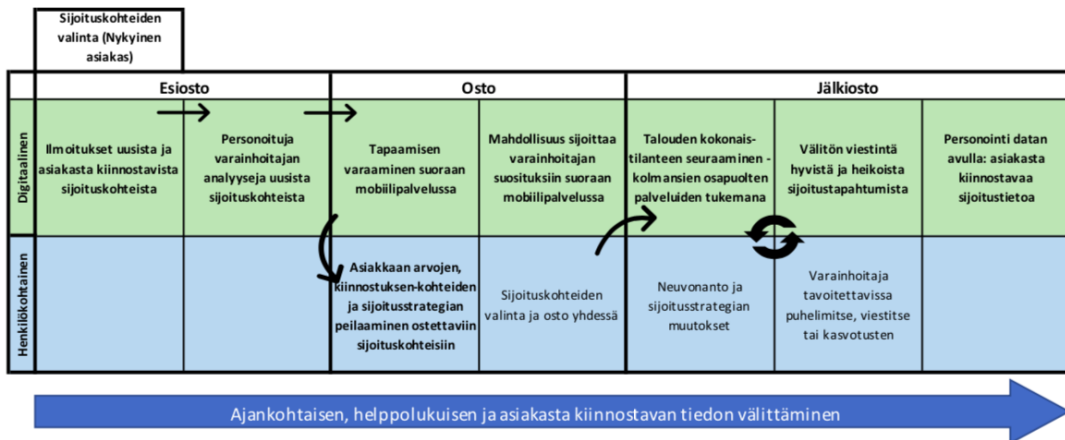 Sijoituskohteiden
valinta (Nykyinen
asiakas)
Esiosto
Osto
Jälkiosto
Digitaalinen
Ilmoitukset uusista ja
asiakasta kiinnostavista
sijoituskohteista
Personoituja
varainhoitajan
analyyseja uusista
sijoituskohteista
Tapaamisen
varaaminen suoraan
mobiilipalvelussa
Mahdollisuus sijoittaa
varainhoitajan
suosituksiin suoraan
mobiilipalvelussa
Talouden kokonais-
tilanteen seuraaminen -
kolmansien osapuolten
palveluiden tukemana
Välitön viestintä
hyvistä ja heikoista
sijoitustapahtumista
Personointi datan
avulla: asiakasta
kiinnostavaa
sijoitustietoa
Henkilökohtainen
Asiakkaan arvojen,
kiinnostuksen-kohteiden
ja sijoitusstrategian
peilaaminen ostettaviin
sijoituskohteisiin
Sijoituskohteiden
valinta ja osto yhdessä
Neuvonanto ja
sijoitusstrategian
muutokset
Varainhoitaja
tavoitettavissa
puhelimitse, viestitse
tai kasvotusten
Ajankohtaisen, helppolukuisen ja asiakasta kiinnostavan tiedon välittäminen